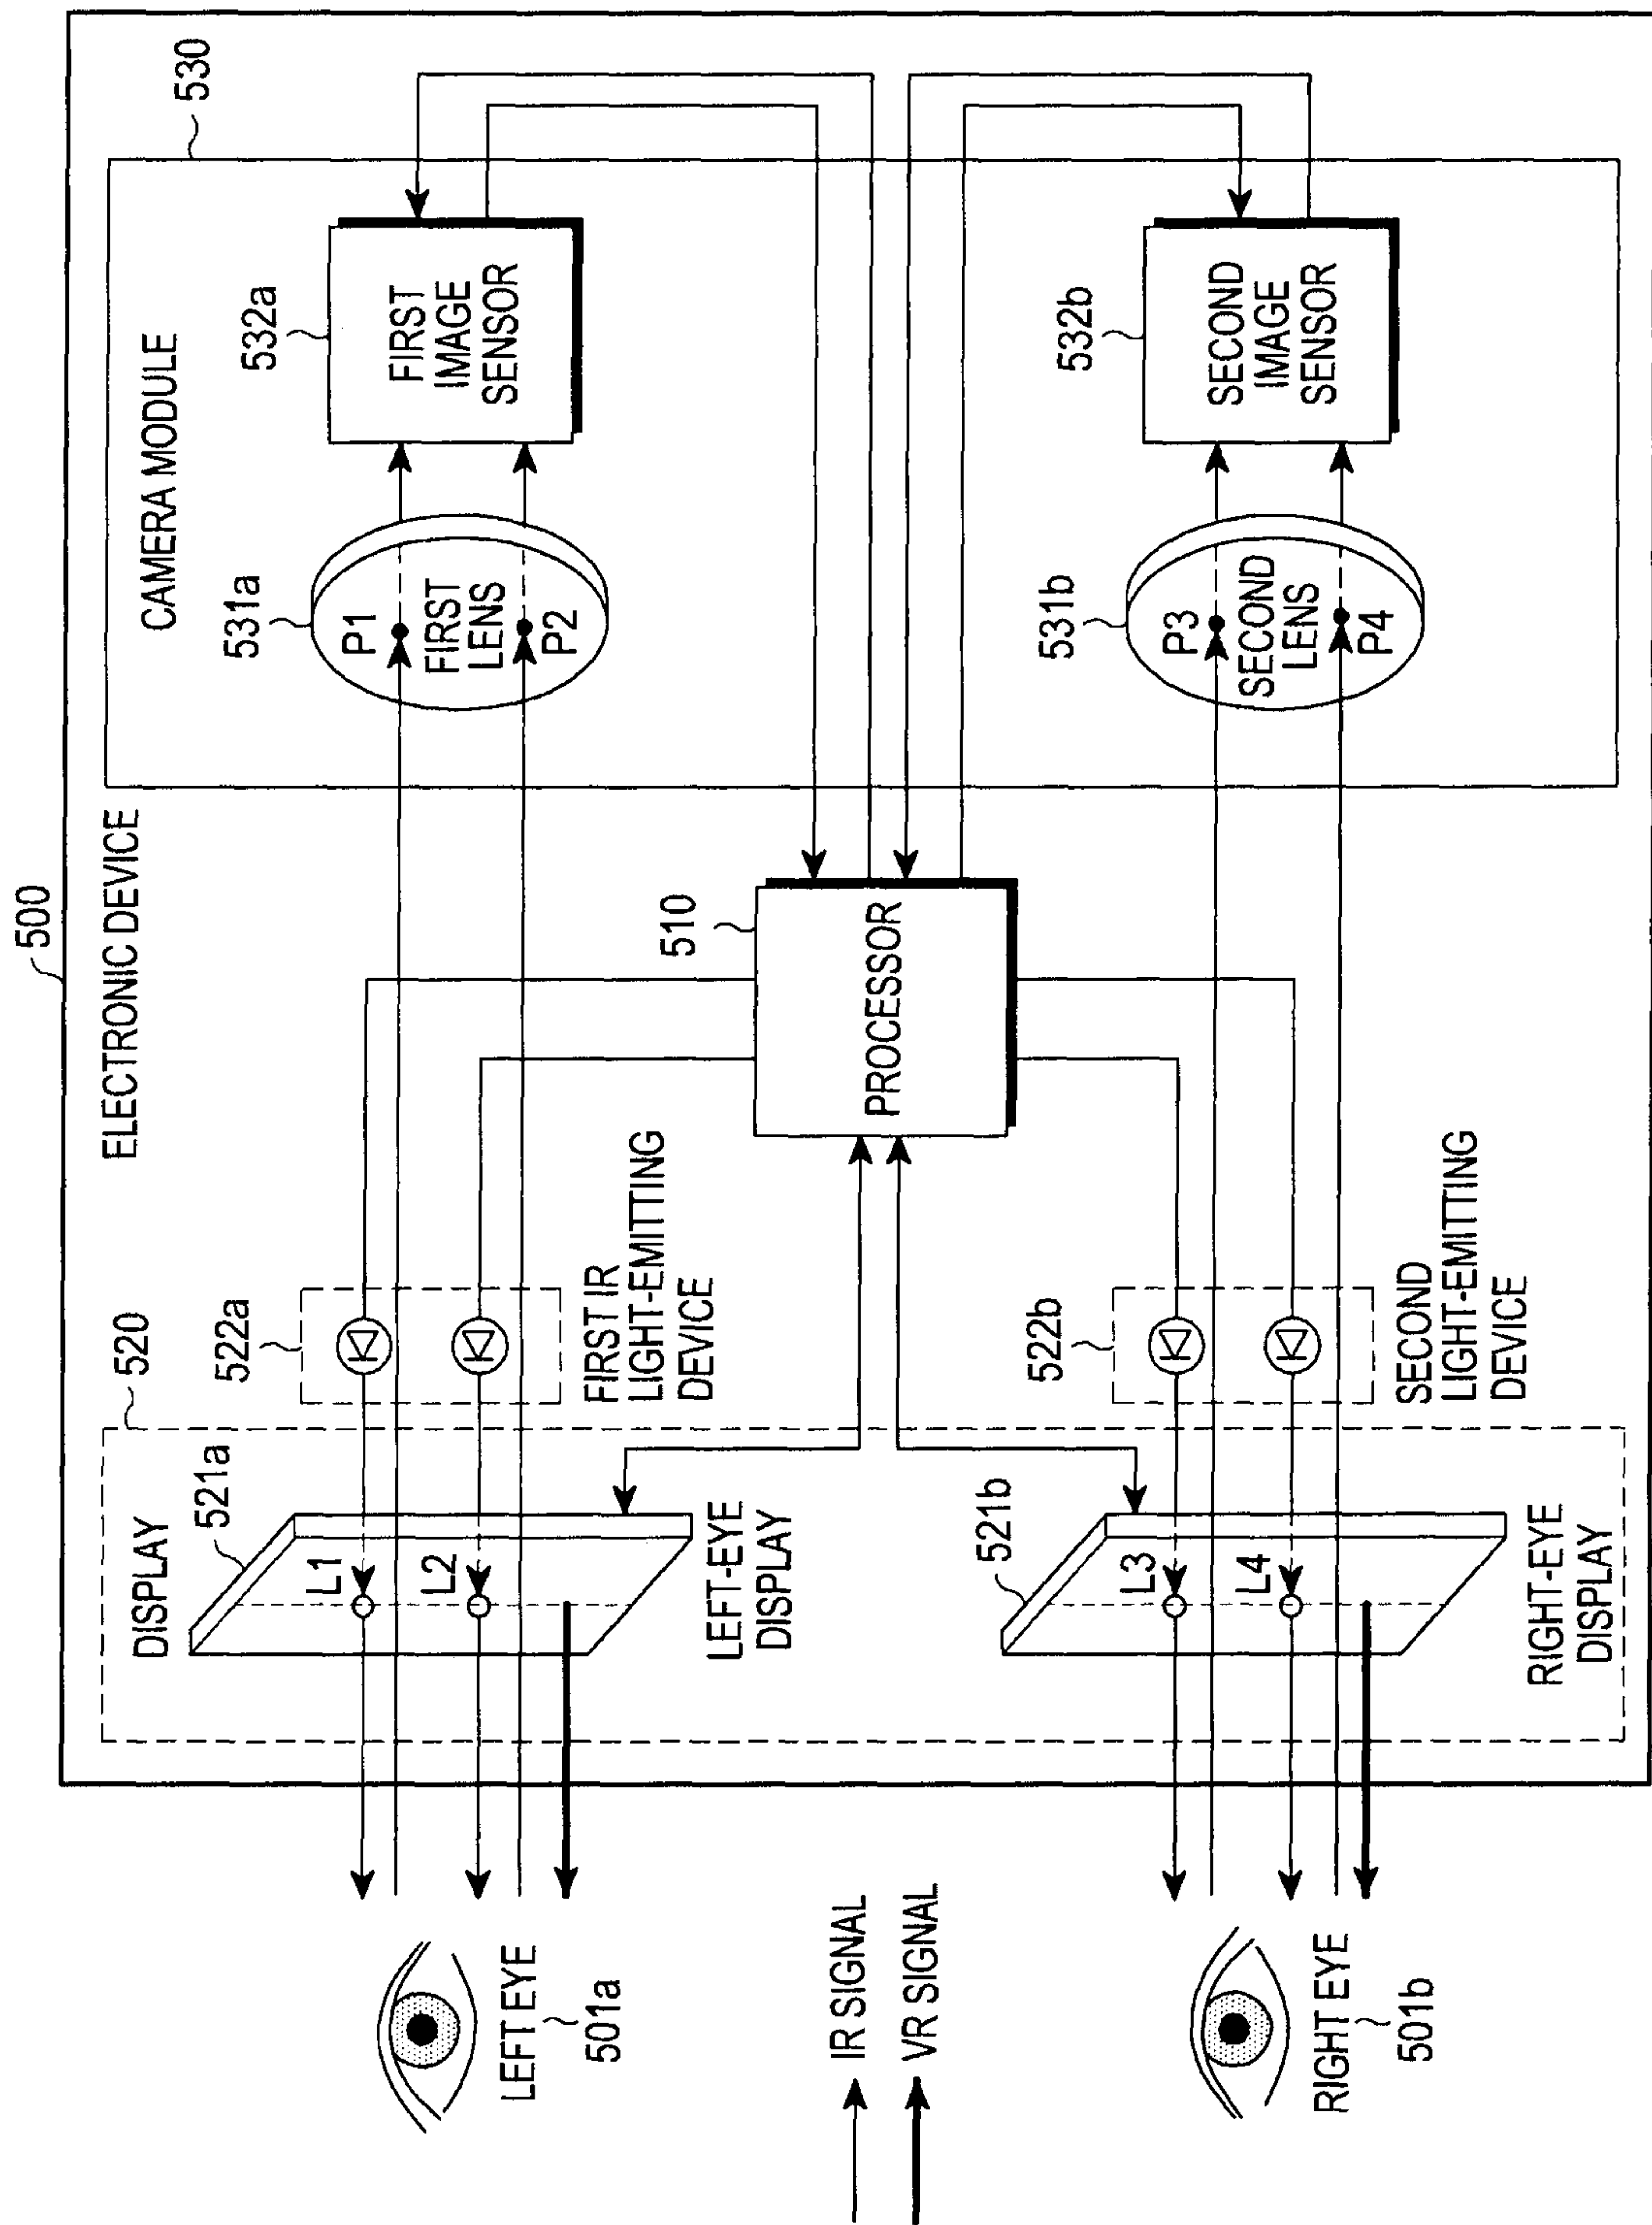 500
ELECTRONIC DEVICE
530
CAMERA MODULE
532a
FIRST
IMAGE
SENSOR
531a
P1
FIRST
LENS
P2
532b
SECOND
IMAGE
SENSOR
531b
P3
SECOND
LENS
P4
510
PROCESSOR
520
522a
FIRST IR
LIGHT-EMITTING
DEVICE
522b
SECOND
LIGHT-EMITTING
DEVICE
DISPLAY
521a
L1
L2
LEFT-EYE
DISPLAY
521b
L3
L4
RIGHT-EYE
DISPLAY
LEFT EYE
501a
IR SIGNAL
VR SIGNAL
RIGHT EYE
501b